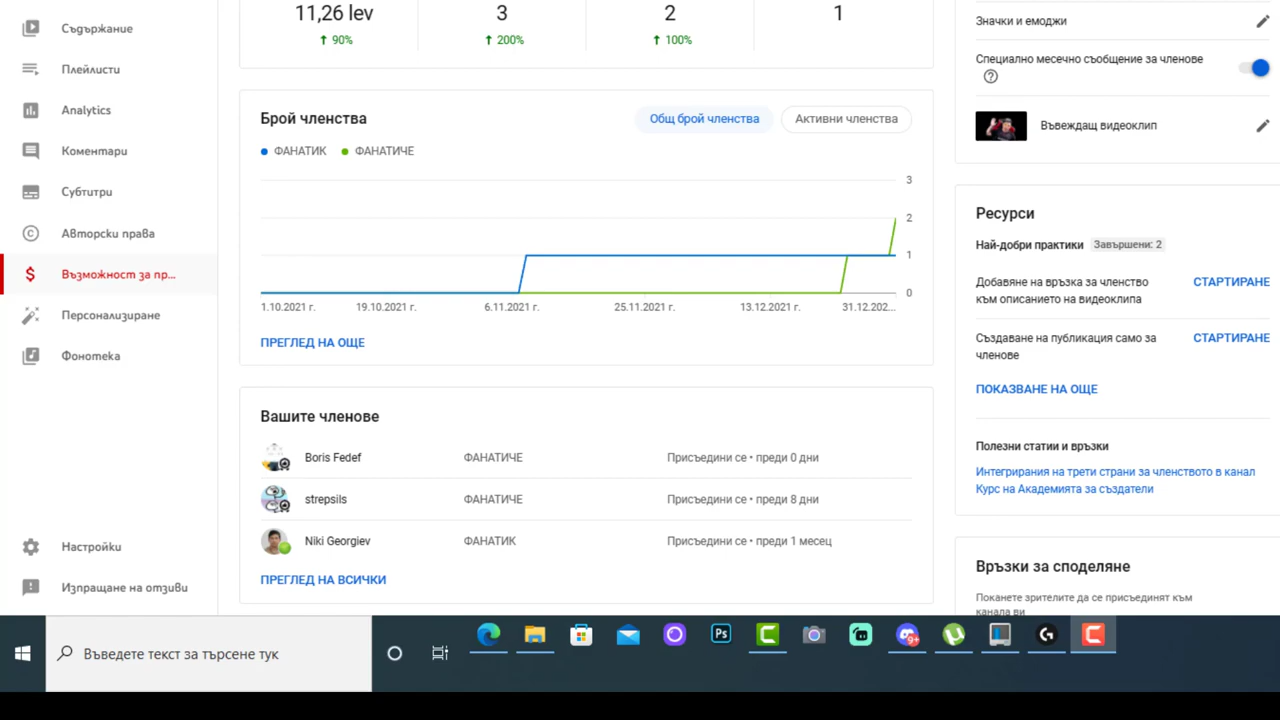 Съдържание
Плейлисти
Analytics
Коментари
Субтитри
Авторски права
Възможност за пр...
Персонализиране
Фонотека
Настройки
Изпращане на отзиви
11,26 lev
90%
3
200%
2
100%
1
Брой членства
Общ брой членства
Активни членства
ФАНАТИК
ФАНАТИЧЕ
3
2
1
0
1.10.2021 г.
19.10.2021 г.
6.11.2021 г.
25.11.2021 г.
13.12.2021 г.
31.12.202...
ПРЕГЛЕД НА ОЩЕ
Вашите членове
Boris Fedef ФАНАТИЧЕ Присъедини се • преди 0 дни
strepsils ФАНАТИЧЕ Присъедини се • преди 8 дни
Niki Georgiev ФАНАТИК Присъедини се • преди 1 месец
ПРЕГЛЕД НА ВСИЧКИ
Значки и емоджи
Специално месечно съобщение за членове
Въвеждащ видеоклип
Ресурси
Най-добри практики Завършени: 2
Добавяне на връзка за членство
към описанието на видеоклипа
СТАРТИРАНЕ
Създаване на публикация само за
членове
СТАРТИРАНЕ
ПОКАЗВАНЕ НА ОЩЕ
Полезни статии и връзки
Интегрирания на трети страни за членството в канал
Курс на Академията за създатели
Връзки за споделяне
Поканете зрителите да се присъединят към
канала ви
Въведете текст за търсене тук
Ps
9+